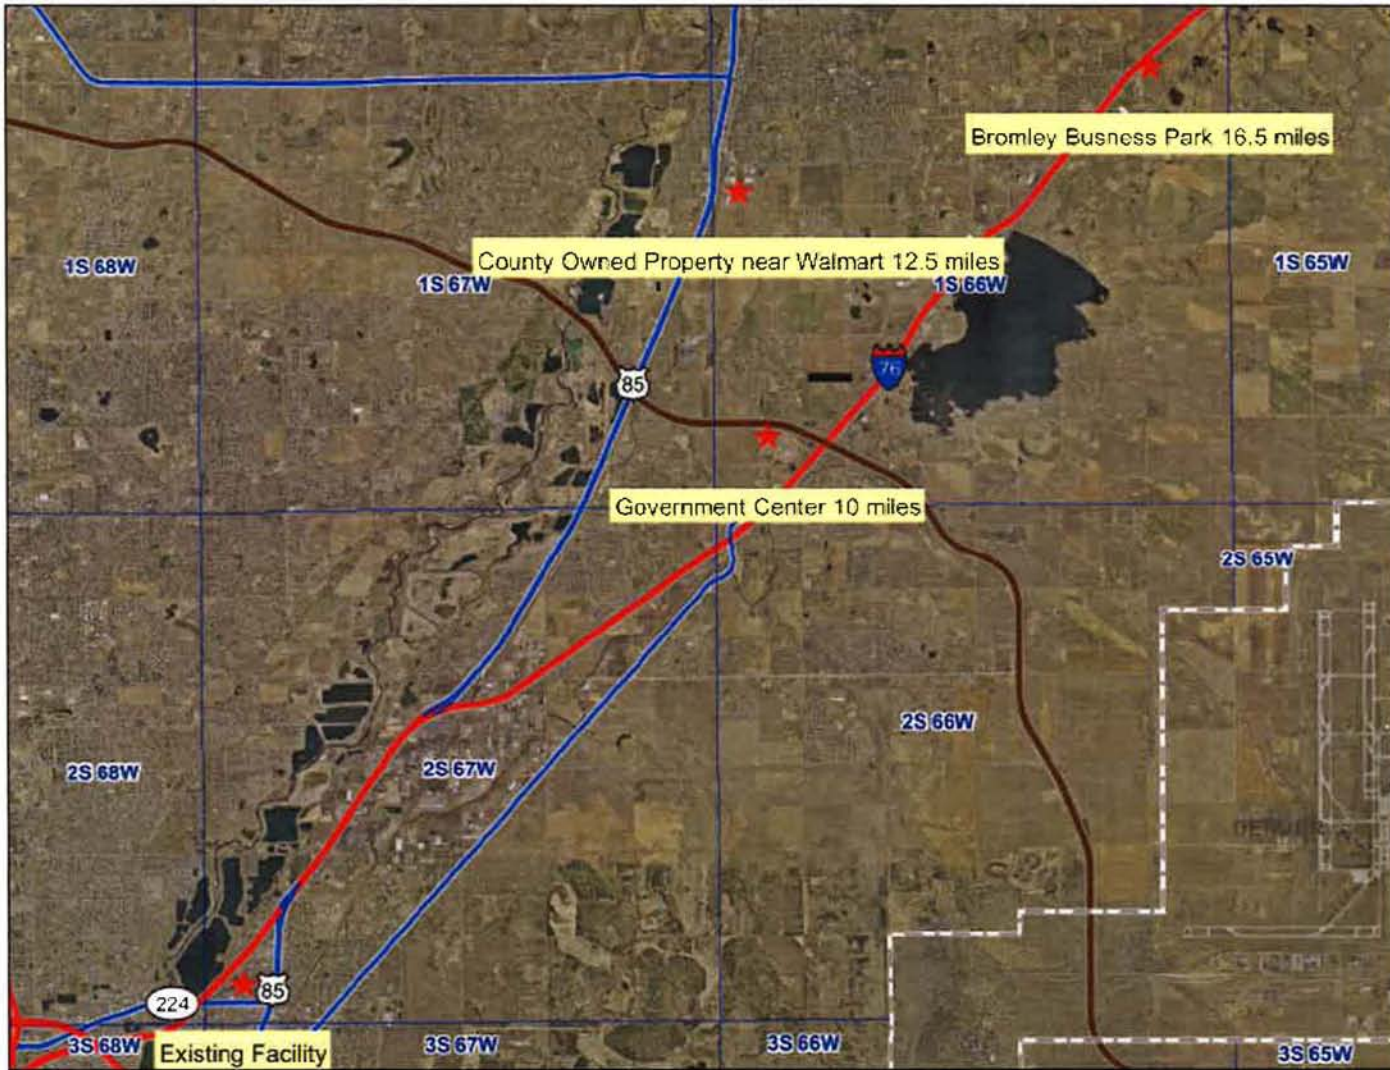 Bromley Busness Park 16.5 miles
County Owned Property near Walmart 12.5 miles
1S 68W
1S 67W
1S 66W
1S 65W
76
85
Government Center 10 miles
2S 65W
2S 66W
2S 68W
2S 67W
85
224
3S 68W
Existing Facility
3S 67W
3S 66W
3S 65W